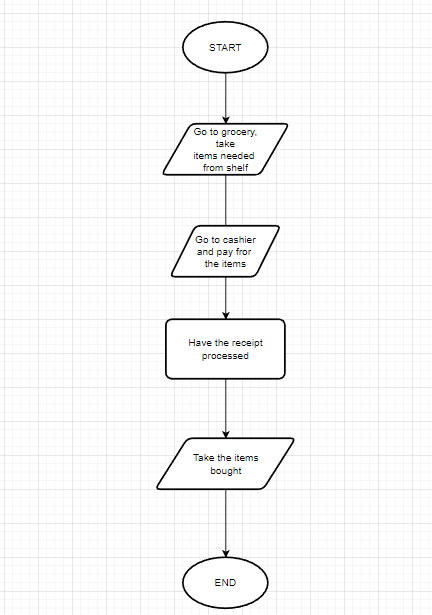 START
Go to grocery,
take
items needed
from shelf
Go to cashier
and pay fror
the items
Have the receipt
processed
Take the items
bought
END